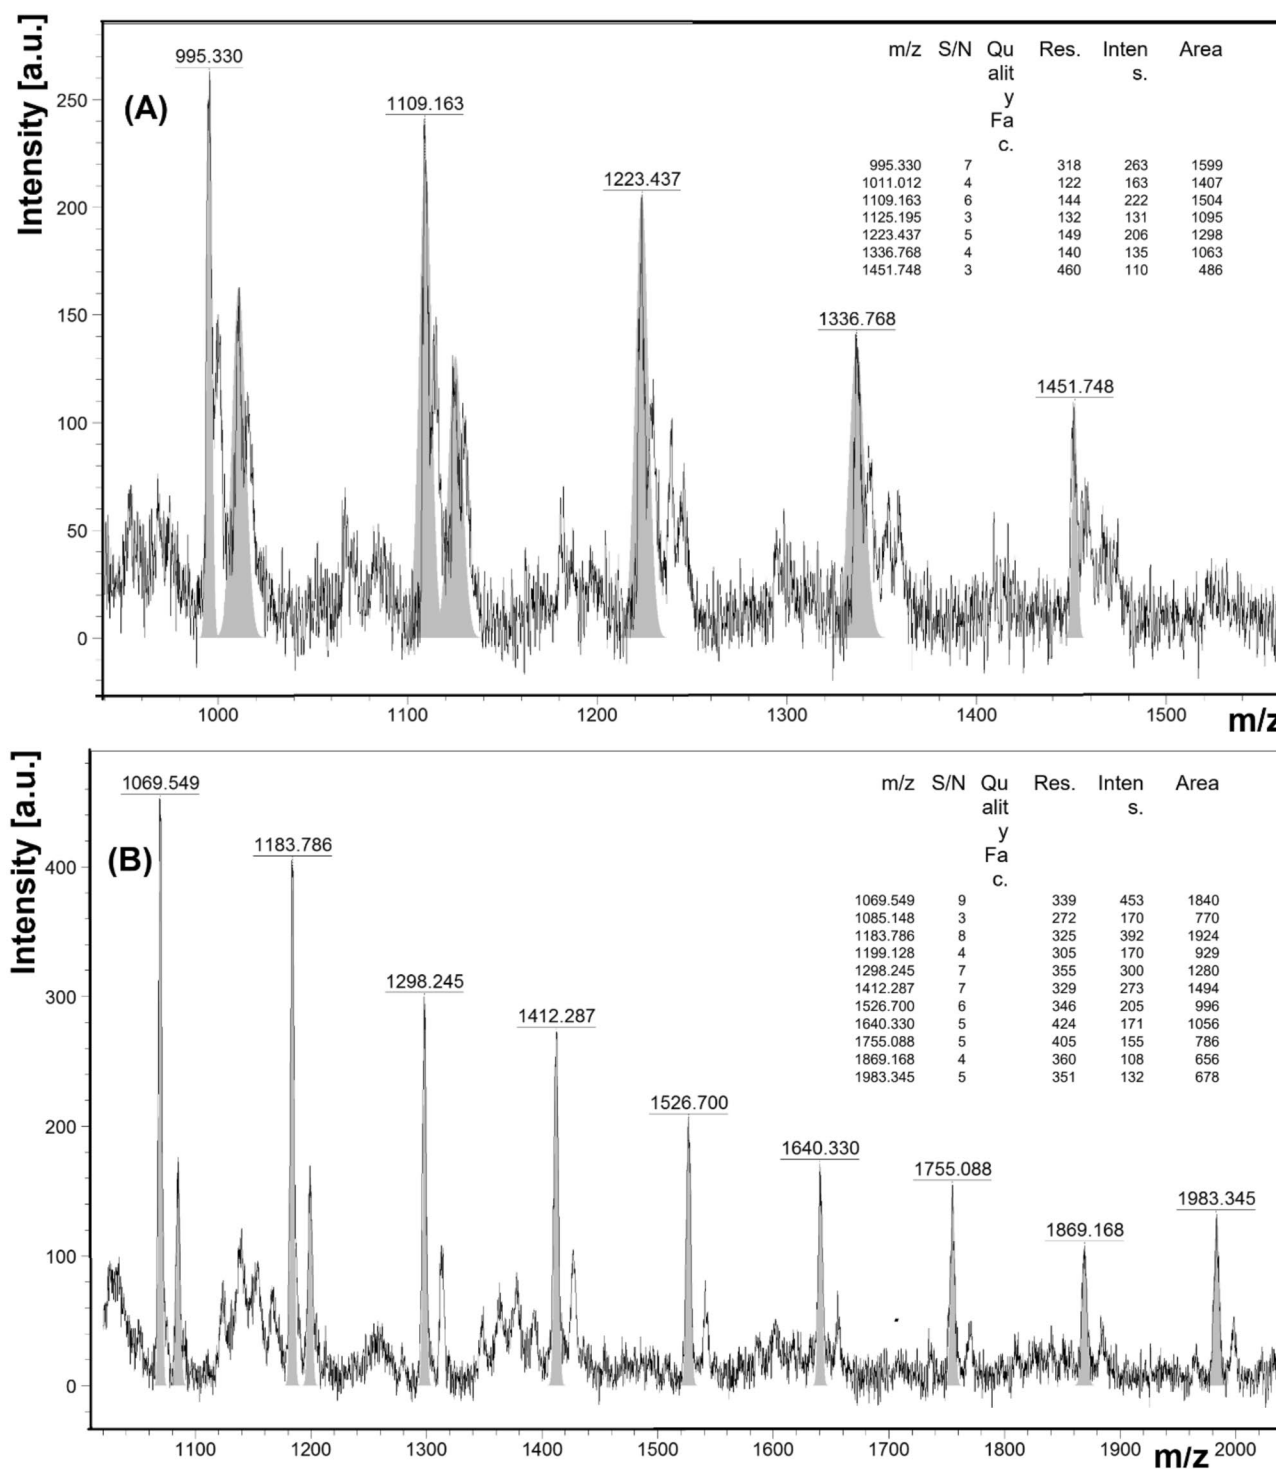 995.330
1109.163
1223.437
1336.768
1451.748
(A)
Intensity [a.u.]
250
200
150
100
50
0
m/z S/N Qu Res. Inten Area
alit s.
y
Fa
c.
995.330 7 318 263 1599
1011.012 4 122 163 1407
1109.163 6 144 222 1504
1125.195 3 132 131 1095
1223.437 5 149 206 1298
1336.768 4 140 135 1063
1451.748 3 460 110 486
1000 1100 1200 1300 1400 1500
m/z
1069.549
1183.786
1298.245
1412.287
1526.700
1640.330
1755.088
1869.168
1983.345
(B)
Intensity [a.u.]
400
300
200
100
0
m/z S/N Qu Res. Inten Area
alit s.
y
Fa
c.
1069.549 9 339 453 1840
1085.148 3 272 170 770
1183.786 8 325 392 1924
1199.128 4 305 170 929
1298.245 7 355 300 1280
1412.287 7 329 273 1494
1526.700 6 346 205 996
1640.330 5 424 171 1056
1755.088 5 405 155 786
1869.168 4 360 108 656
1983.345 5 351 132 678
1100 1200 1300 1400 1500 1600 1700 1800 1900 2000
m/z